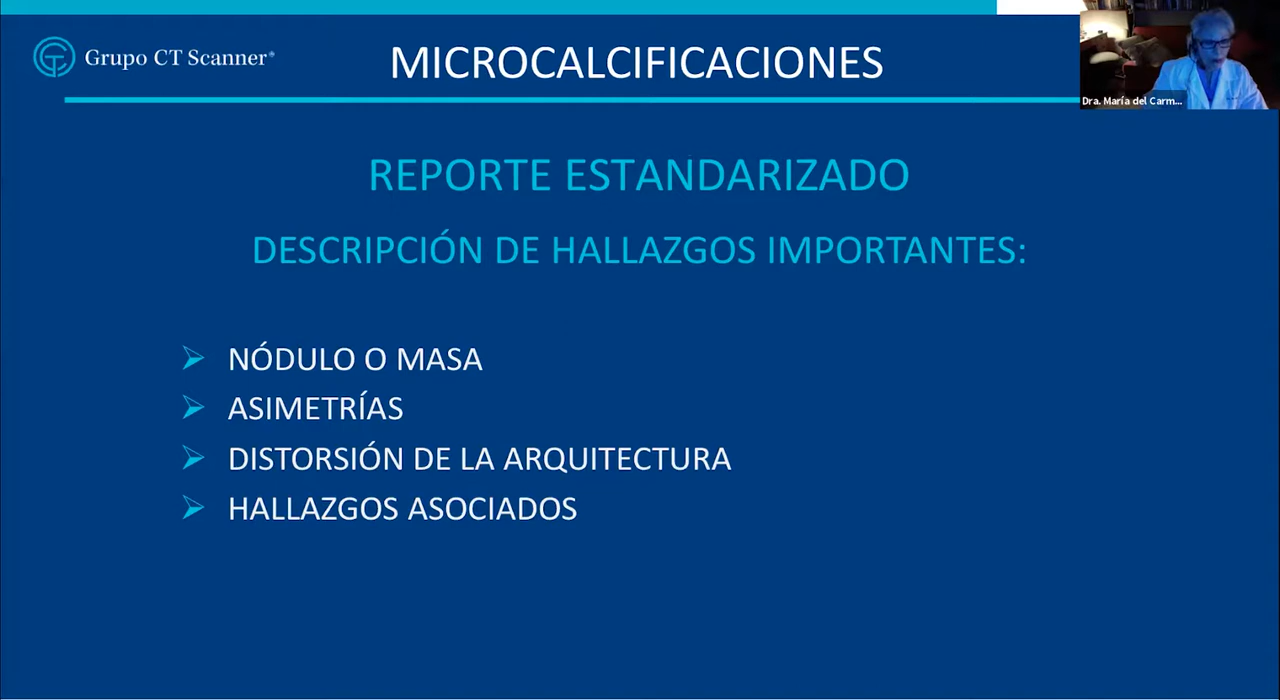 Grupo CT Scanner®
MICROCALCIFICACIONES
Dra. María del Carm...
REPORTE ESTANDARIZADO
DESCRIPCIÓN DE HALLAZGOS IMPORTANTES:
NÓDULO O MASA
ASIMETRÍAS
DISTORSIÓN DE LA ARQUITECTURA
HALLAZGOS ASOCIADOS